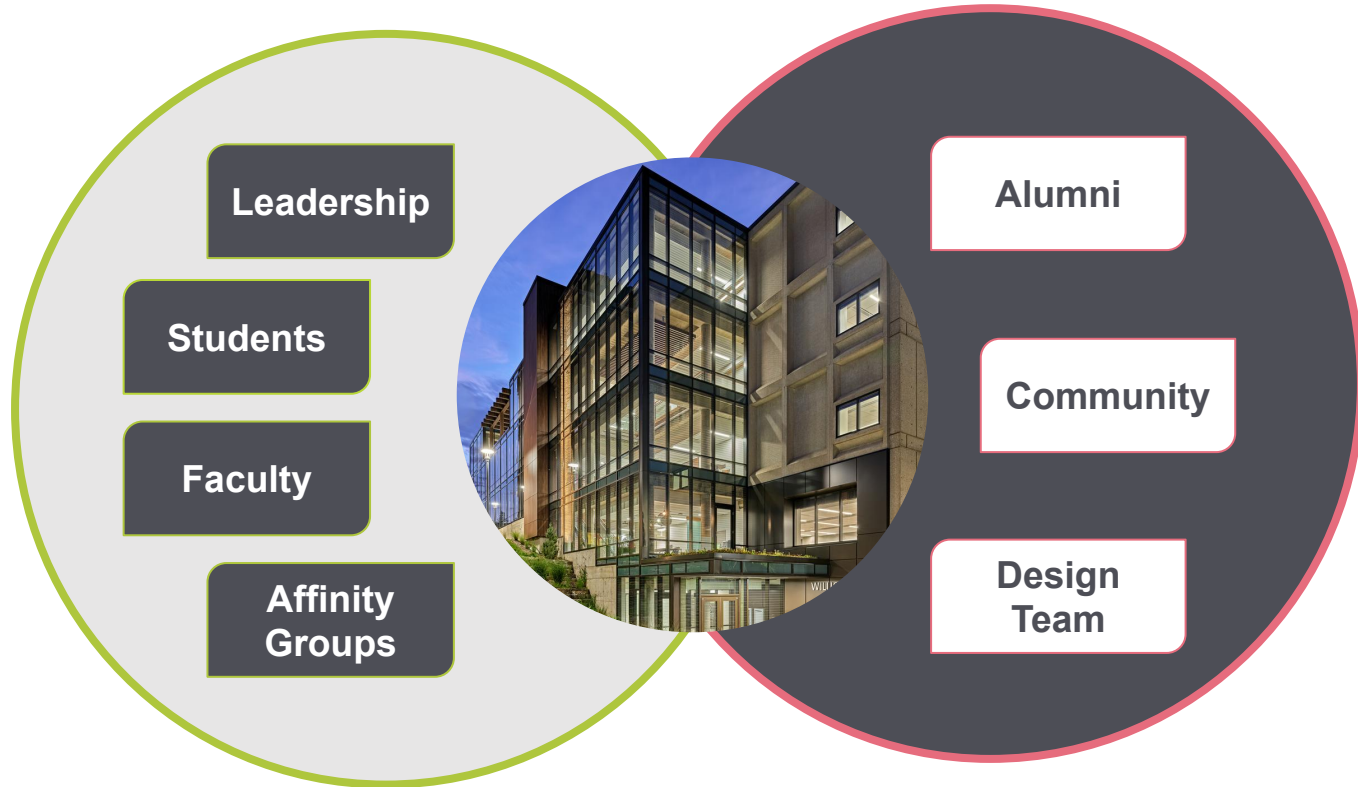 Leadership
Students
Faculty
Affinity
Groups
Alumni
Community
Design
Team